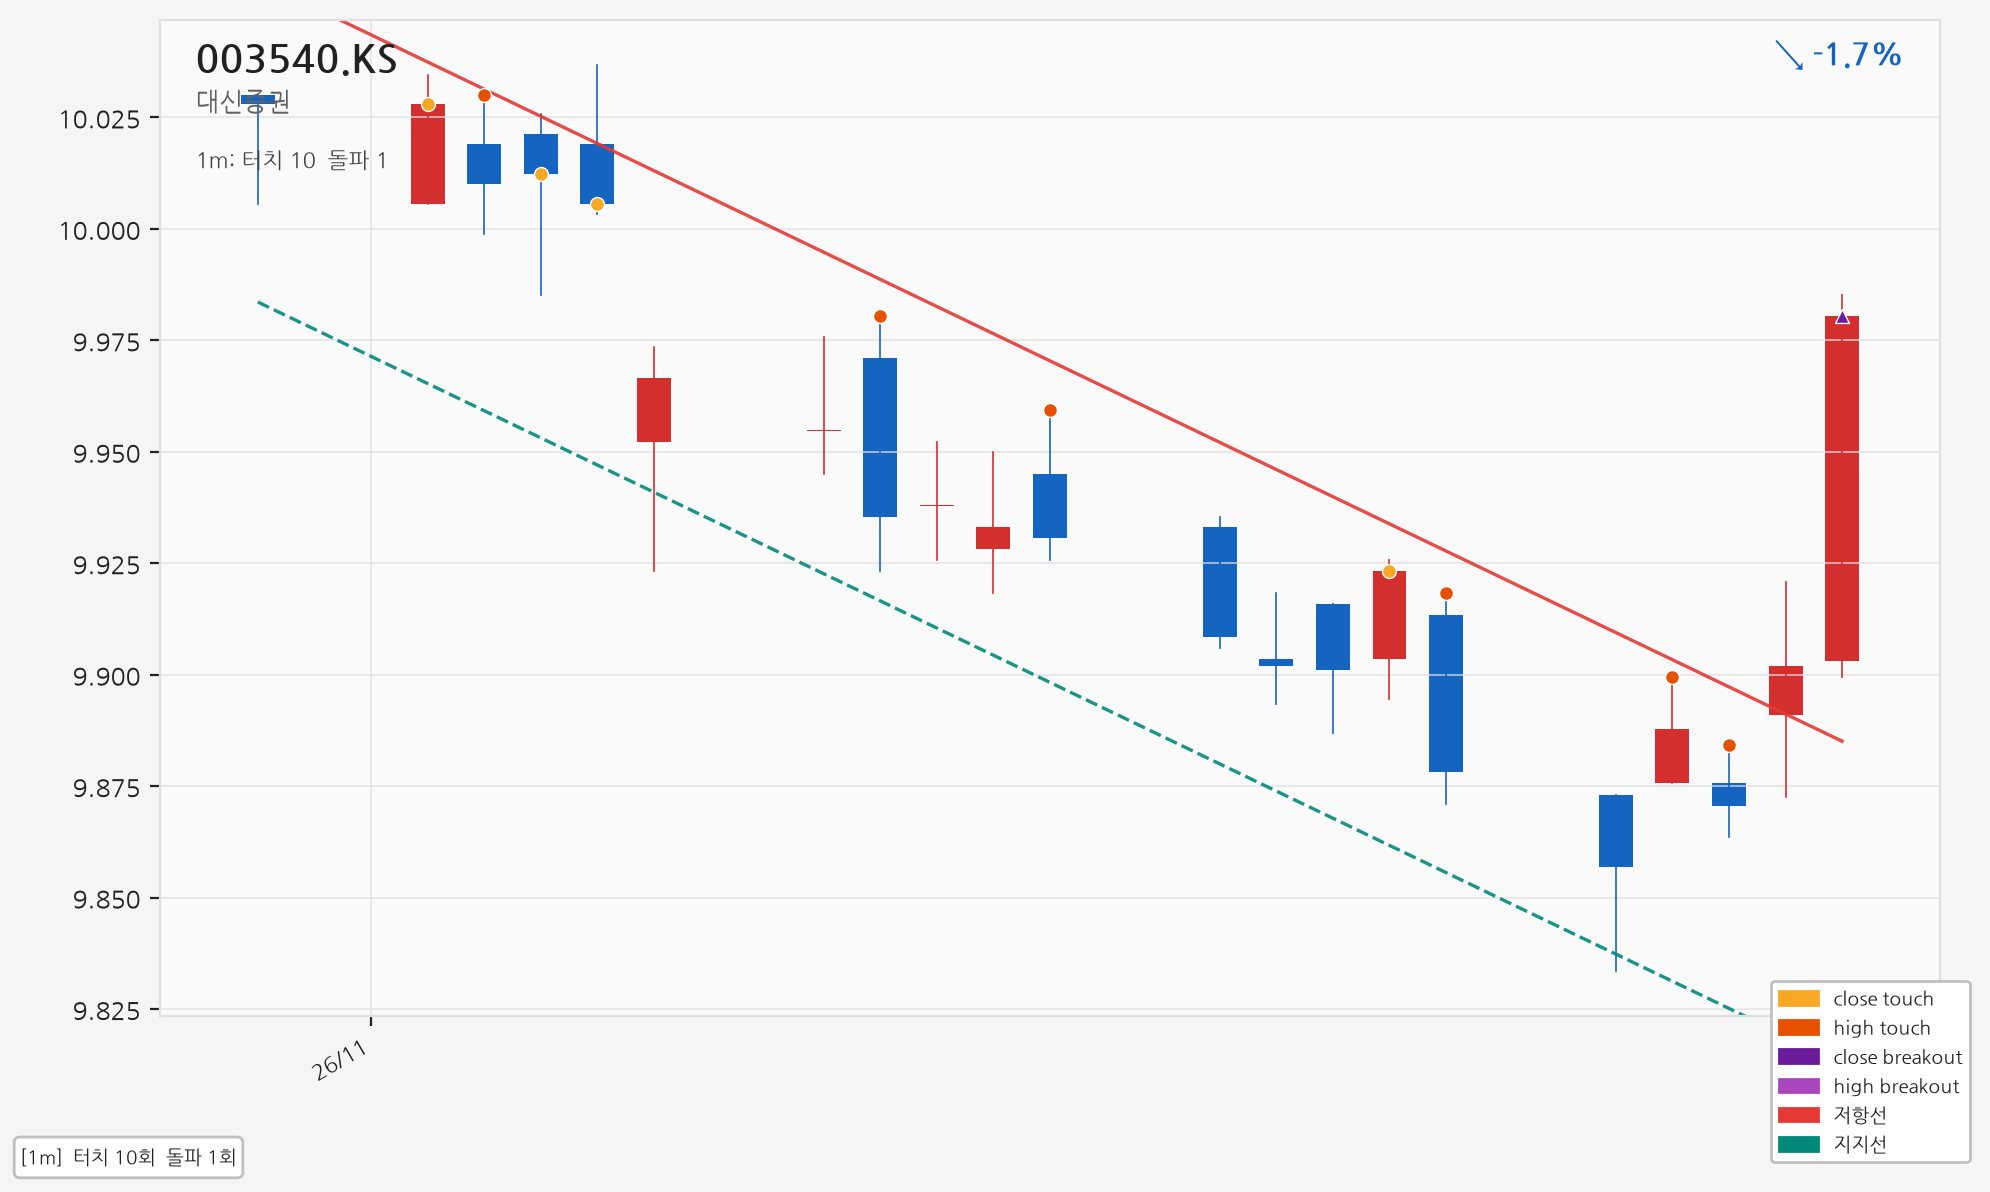 003540.KS
대신증권
1m: 터치 10 돌파 1
-1.7%
10.025
10.000
9.975
9.950
9.925
9.900
9.875
9.850
9.825
26/11
close touch
high touch
close breakout
high breakout
저항선
지지선
[1m] 터치 10회 돌파 1회